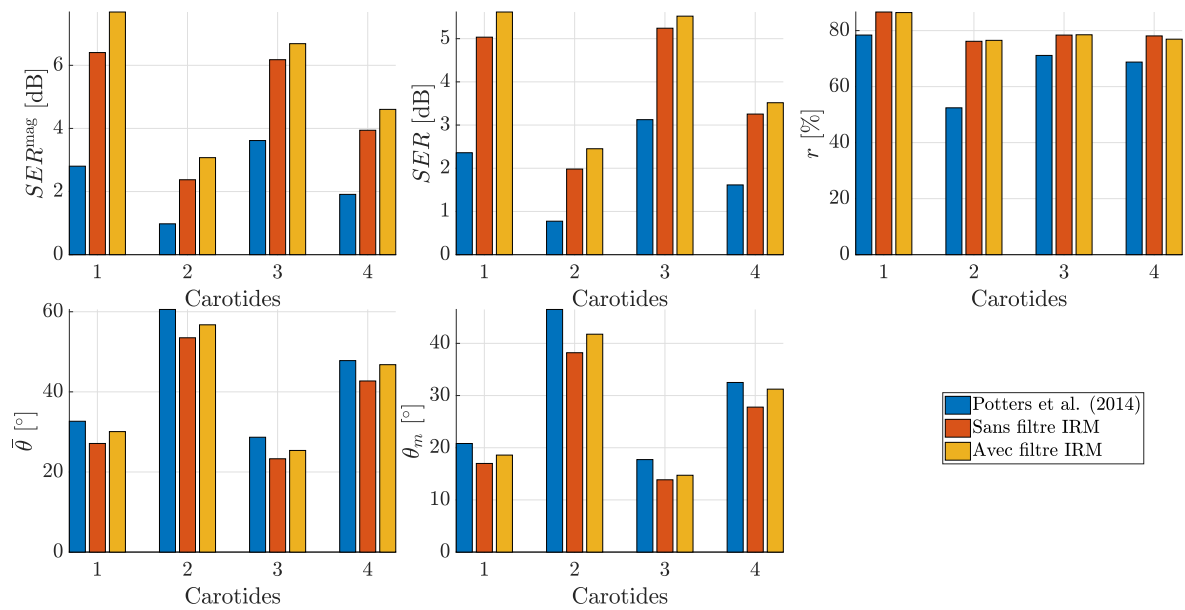 SER^mag [dB]
6
4
2
0
1 2 3 4
Carotides
SER [dB]
5
4
3
2
1
0
1 2 3 4
Carotides
r [%]
80
60
40
20
0
1 2 3 4
Carotides
θ̄ [°]
60
40
20
0
1 2 3 4
Carotides
θₘ [°]
40
30
20
10
0
1 2 3 4
Carotides
Potters et al. (2014)
Sans filtre IRM
Avec filtre IRM